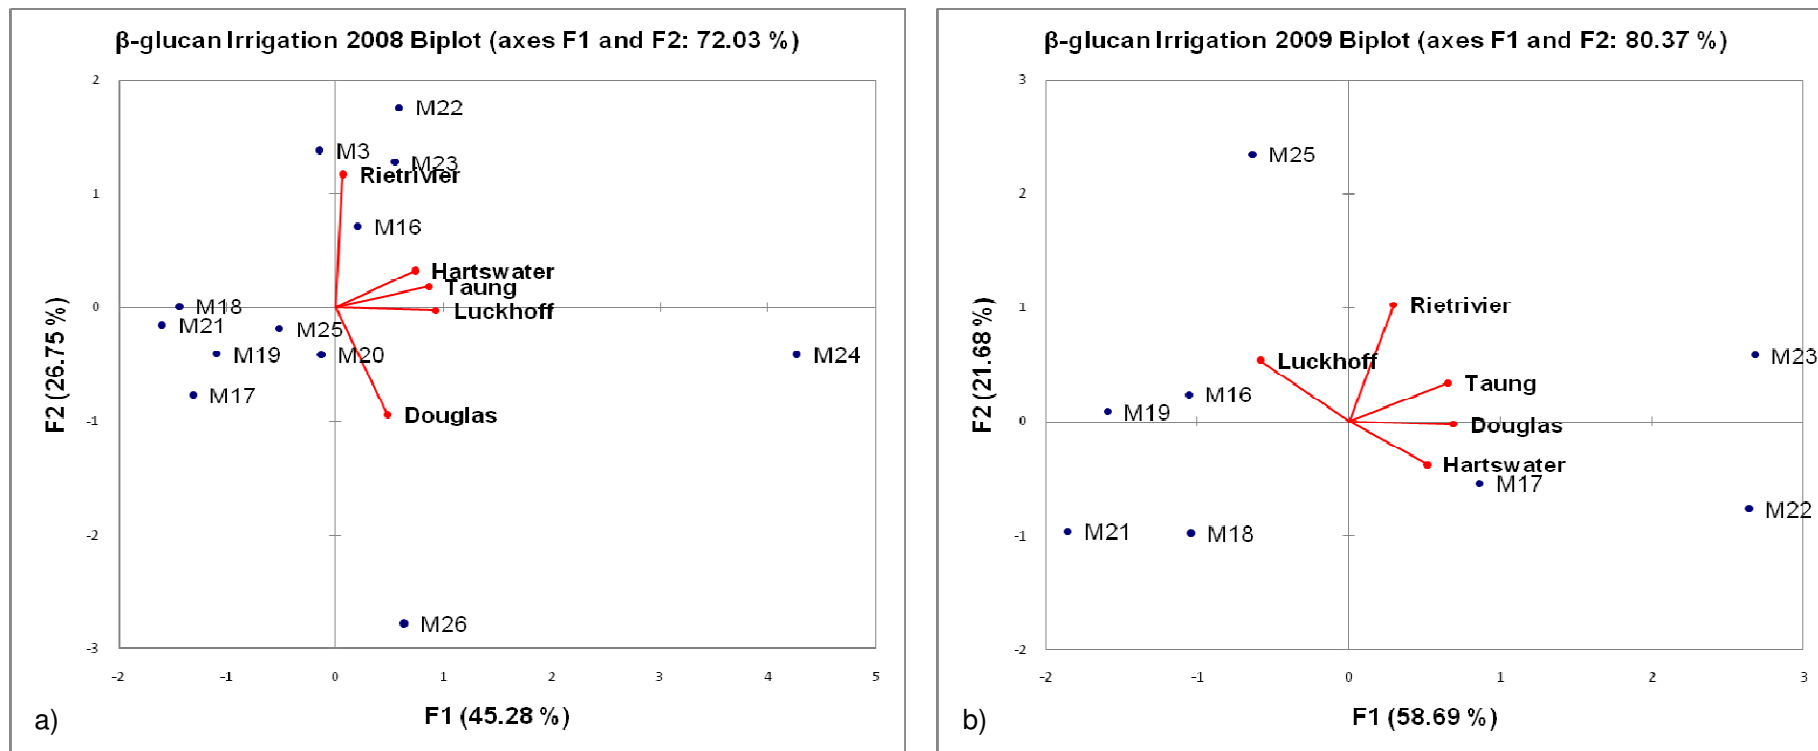 β-glucan Irrigation 2008 Biplot (axes F1 and F2: 72.03 %)
2
M22
M3
M23
Rietrivier
1
M16
Hartswater
Taung
0
M18
Luckhoff
M21
M25
M19
M20
M24
M17
-1
Douglas
-2
M26
-3
-2 -1 0 1 2 3 4 5
F2 (26.75 %)
F1 (45.28 %)
a)
β-glucan Irrigation 2009 Biplot (axes F1 and F2: 80.37 %)
3
M25
2
1
Rietrivier
Luckhoff
M23
Taung
M16
M19
0
Douglas
Hartswater
M17
M22
M21
M18
-1
-2
-2 -1 0 1 2 3
F2 (21.68 %)
F1 (58.69 %)
b)